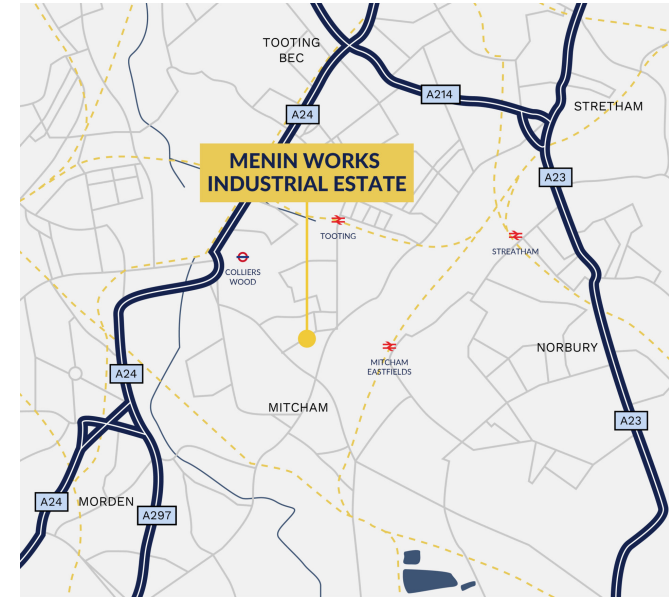 TOOTING
BEC
A214
STRETHAM
A24
MENIN WORKS
INDUSTRIAL ESTATE
A23
TOOTING
STREATHAM
COLLIERS
WOOD
MITCHAM
EASTFIELDS
NORBURY
A24
MITCHAM
A23
A24
MORDEN
A297